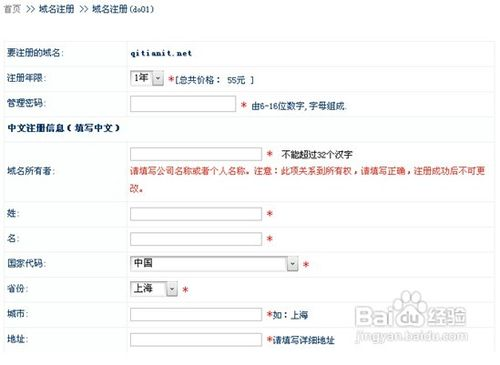 首页 >> 域名注册 >> 域名注册(do01)
要注册的域名: qitianit.net
注册年限: 1年 *[总共价格: 55元 ]
管理密码: * 由6-16位数字,字母组成.
中文注册信息（填写中文）
域名所有者: * 不能超过32个汉字
请填写公司名称或者个人名称。注意：此项关系到所有权，请填写正确，注册成功后不可更
改。
姓: *
名: *
国家代码: 中国 *
省份: 上海 *
城市: *如：上海
地址: *请填写详细地址
Baidu 经验
jingyan.baidu.com